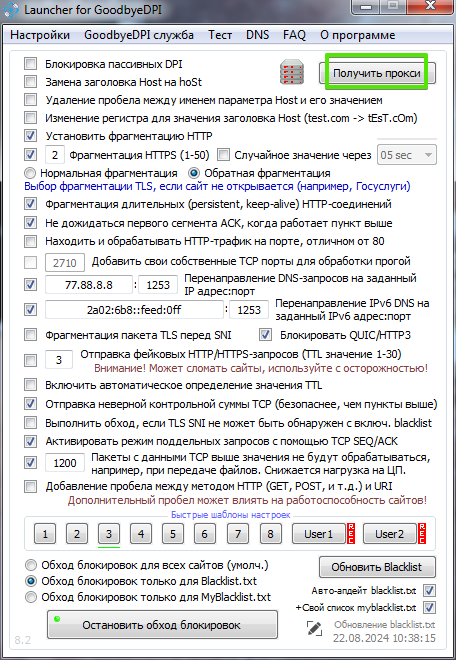 Launcher for GoodbyeDPI
Настройки GoodbyeDPI служба Тест DNS FAQ О программе
Блокировка пассивных DPI
Получить прокси
Замена заголовка Host на hoSt
Удаление пробела между именем параметра Host и его значением
Изменение регистра для значения заголовка Host (test.com -> tEsT.cOm)
Установить фрагментацию HTTP
2 Фрагментация HTTPS (1-50) Случайное значение через 05 sec
Нормальная фрагментация Обратная фрагментация
Выбор фрагментации TLS, если сайт не открывается (например, Госуслуги)
Фрагментация длительных (persistent, keep-alive) HTTP-соединений
Не дожидаться первого сегмента ACK, когда работает пункт выше
Находить и обрабатывать HTTP-трафик на порте, отличном от 80
2710 Добавить свои собственные TCP порты для обработки прогой
77.88.8.8 : 1253 Перенаправление DNS-запросов на заданный
IP адрес:порт
2a02:6b8::feed:0ff : 1253 Перенаправление IPv6 DNS на
заданный IPv6 адрес:порт
Фрагментация пакета TLS перед SNI Блокировать QUIC/HTTP3
3 Отправка фейковых HTTP/HTTPS-запросов (TTL значение 1-30)
Внимание! Может сломать сайты, используйте с осторожностью!
Включить автоматическое определение значения TTL
Отправка неверной контрольной суммы TCP (безопаснее, чем пункты выше)
Выполнить обход, если TLS SNI не может быть обнаружен с включ. blacklist
Активировать режим поддельных запросов с помощью TCP SEQ/ACK
1200 Пакеты с данными TCP выше значения не будут обрабатываться,
например, при передаче файлов. Снижается нагрузка на ЦП.
Добавление пробела между методом HTTP (GET, POST, и т.д.) и URI
Дополнительный пробел может влиять на работоспособность сайтов!
Быстрые шаблоны настроек
1 2 3 4 5 6 7 8 User1 REC User2 REC
Обход блокировок для всех сайтов (умолч.)
Обновить Blacklist
Обход блокировок только для Blacklist.txt
Авто-апдейт blacklist.txt
Обход блокировок только для MyBlacklist.txt
+Свой список myblacklist.txt
Остановить обход блокировок
Обновление blacklist.txt
8.2
22.08.2024 10:38:15